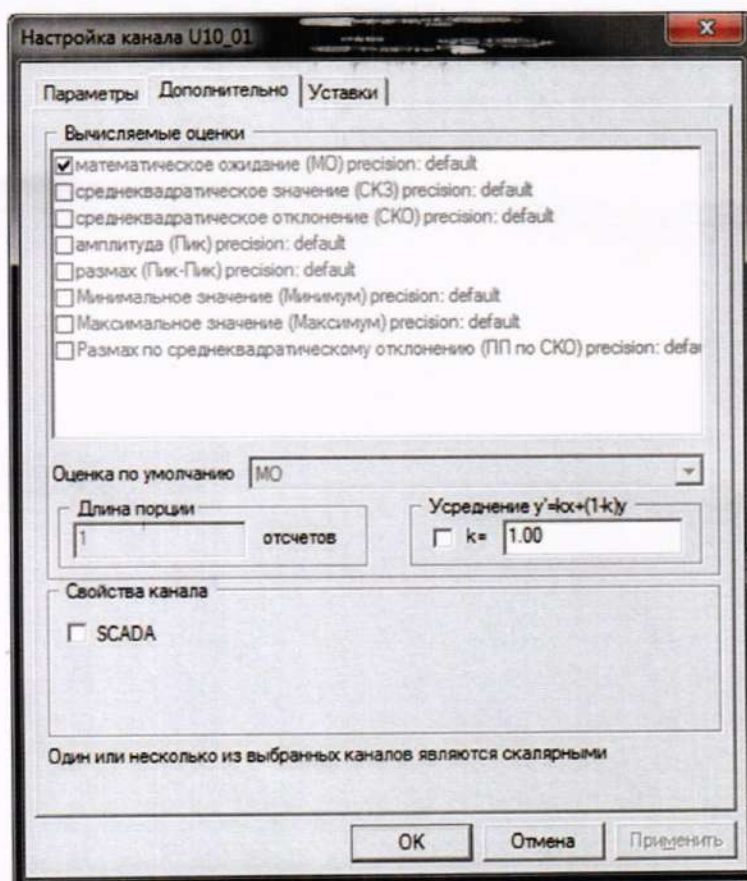 Настройка канала U10_01
Параметры Дополнительно Уставки
Вычисляемые оценки
математическое ожидание (МО) precision: default
среднеквадратическое значение (СКЗ) precision: default
среднеквадратическое отклонение (СКО) precision: default
амплитуда (Пик) precision: default
размах (Пик-Пик) precision: default
Минимальное значение (Минимум) precision: default
Максимальное значение (Максимум) precision: default
Размах по среднеквадратическому отклонению (ПП по СКО) precision: defa
Оценка по умолчанию МО
Длина порции
1 отсчетов
Усреднение y'=kx+(1-k)y
k= 1.00
Свойства канала
SCADA
Один или несколько из выбранных каналов являются скалярными
OK Отмена Применить